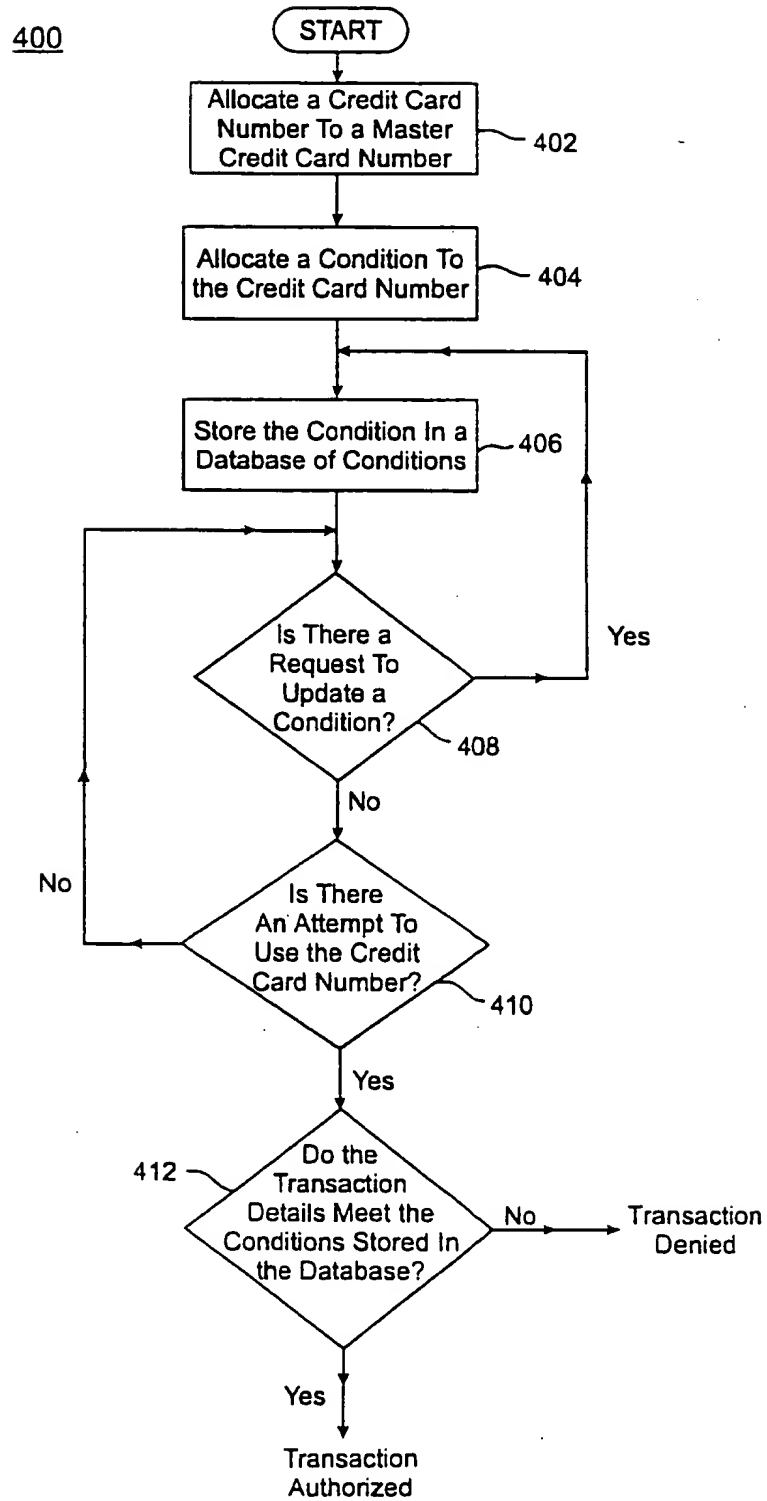 400
START
Allocate a Credit Card
Number To a Master
Credit Card Number
402
Allocate a Condition To
the Credit Card Number
404
Store the Condition In a
Database of Conditions
406
Is There a
Request To
Update a
Condition?
408
Yes
No
Is There
An Attempt To
Use the Credit
Card Number?
410
No
Yes
412
Do the
Transaction
Details Meet the
Conditions Stored In
the Database?
No
Transaction
Denied
Yes
Transaction
Authorized